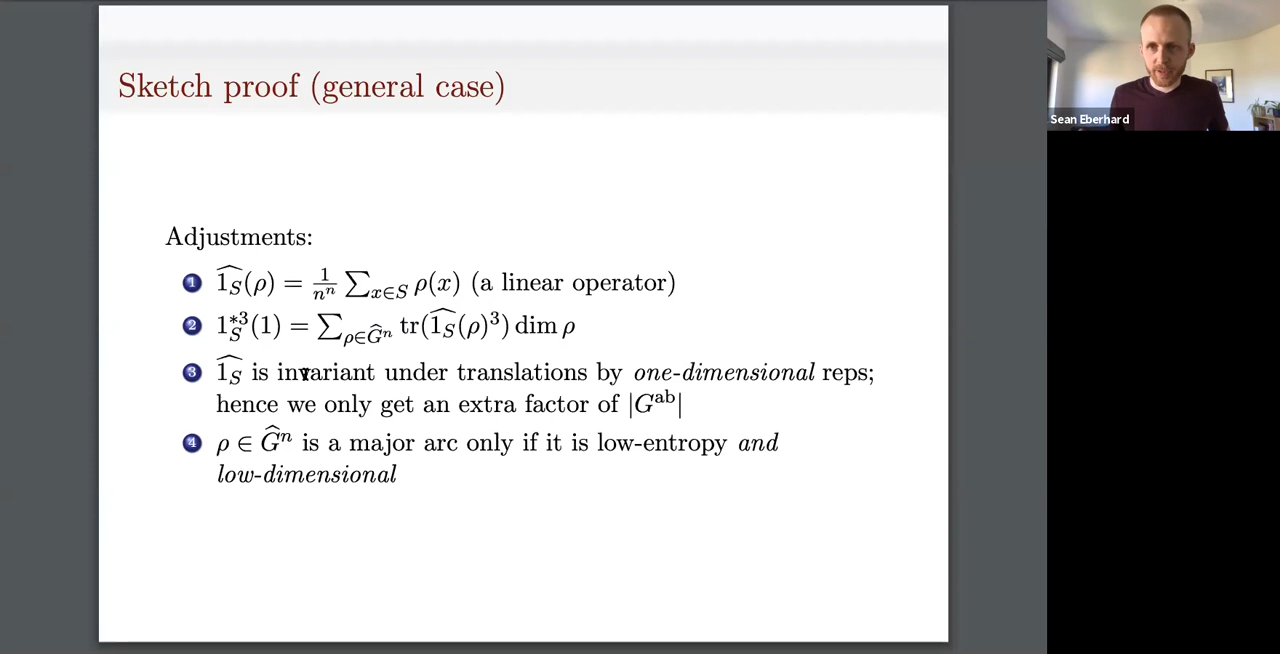 Sketch proof (general case)
Sean Eberhard
Adjustments:
1 $\widehat{1_S}(\rho) = \frac{1}{n^n} \sum_{x \in S} \rho(x)$ (a linear operator)
2 $1_S^{*3}(1) = \sum_{\rho \in \widehat{G}^n} \mathrm{tr}(\widehat{1_S}(\rho)^3) \dim \rho$
3 $\widehat{1_S}$ is invariant under translations by one-dimensional reps;
hence we only get an extra factor of $|G^{\mathrm{ab}}|$
4 $\rho \in \widehat{G}^n$ is a major arc only if it is low-entropy and
low-dimensional